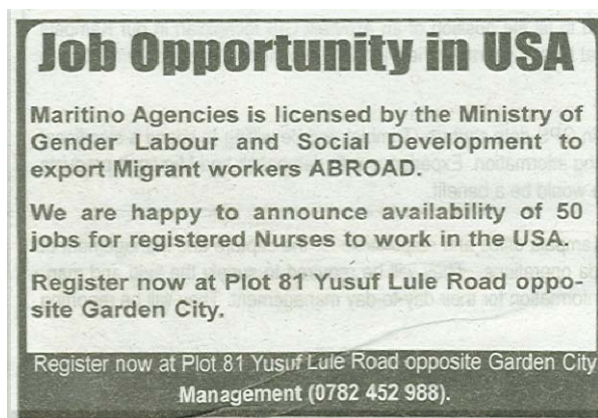 Job Opportunity in USA
Maritino Agencies is licensed by the Ministry of
Gender Labour and Social Development to
export Migrant workers ABROAD.
We are happy to announce availability of 50
jobs for registered Nurses to work in the USA.
Register now at Plot 81 Yusuf Lule Road oppo-
site Garden City.
Register now at Plot 81 Yusuf Lule Road opposite Garden City
Management (0782 452 988).